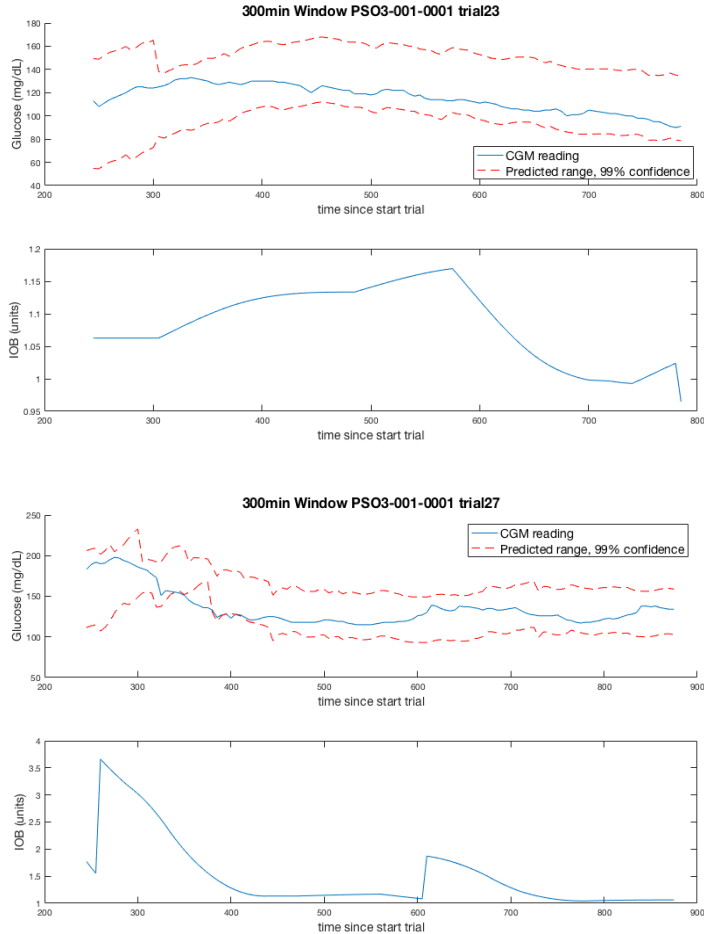 300min Window PSO3-001-0001 trial23
180
160
140
120
100
80
60
40
Glucose (mg/dL)
CGM reading
Predicted range, 99% confidence
200 300 400 500 600 700 800
time since start trial
1.2
1.15
1.1
1.05
1
0.95
IOB (units)
200 300 400 500 600 700 800
time since start trial
300min Window PSO3-001-0001 trial27
250
200
150
100
50
Glucose (mg/dL)
CGM reading
Predicted range, 99% confidence
200 300 400 500 600 700 800 900
time since start trial
4
3.5
3
2.5
2
1.5
1
IOB (units)
200 300 400 500 600 700 800 900
time since start trial